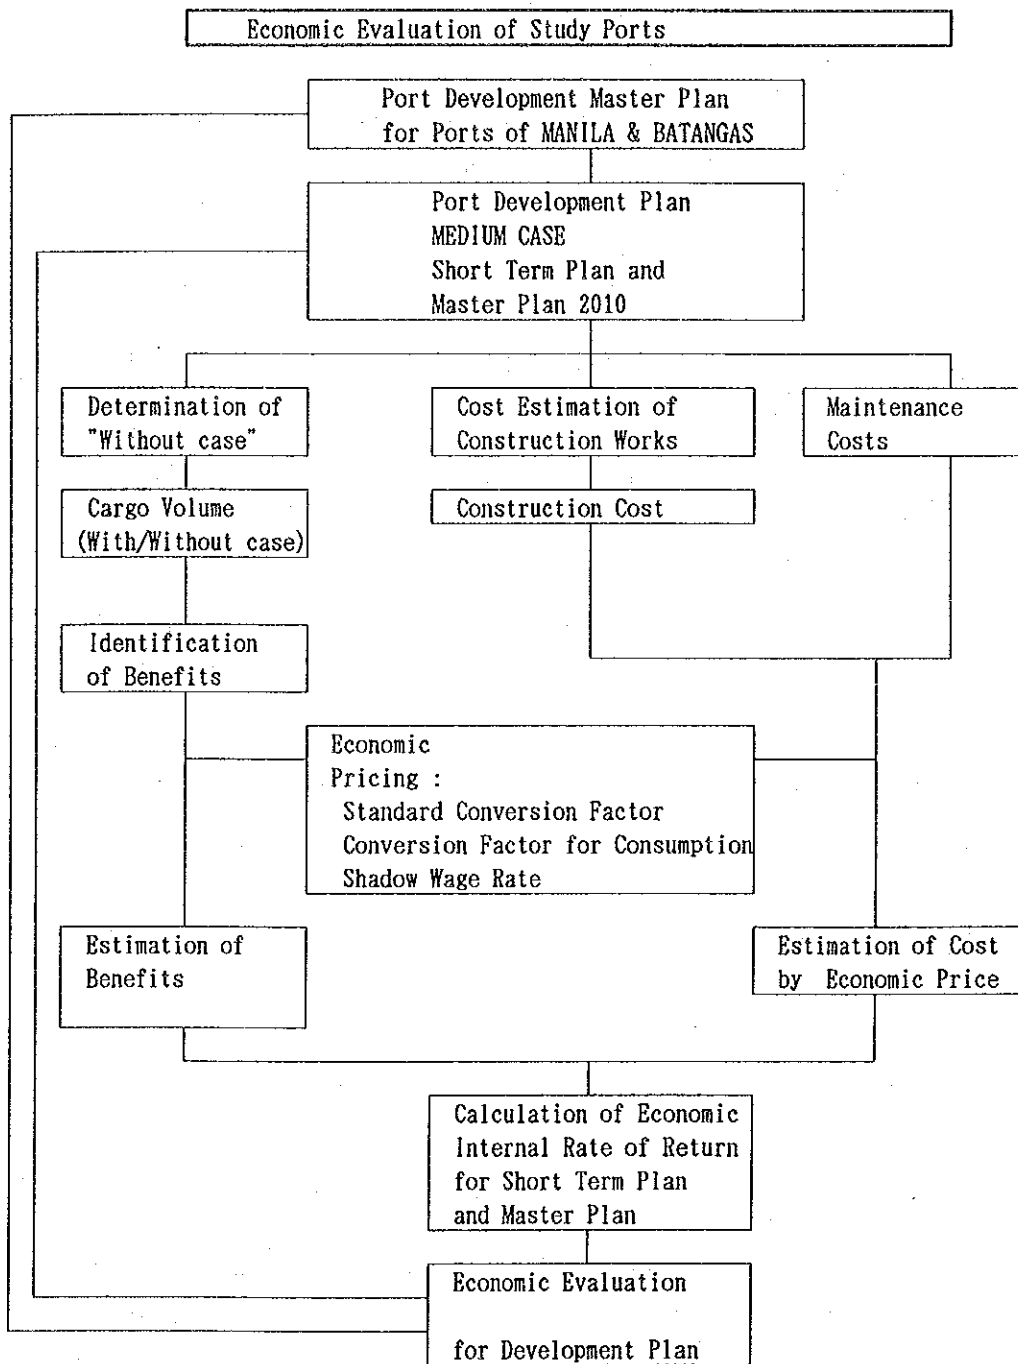 Economic Evaluation of Study Ports
Port Development Master Plan
for Ports of MANILA & BATANGAS
Port Development Plan
MEDIUM CASE
Short Term Plan and
Master Plan 2010
Determination of
"Without case"
Cost Estimation of
Construction Works
Maintenance
Costs
Cargo Volume
(With/Without case)
Construction Cost
Identification
of Benefits
Economic
Pricing :
Standard Conversion Factor
Conversion Factor for Consumption
Shadow Wage Rate
Estimation of
Benefits
Estimation of Cost
by Economic Price
Calculation of Economic
Internal Rate of Return
for Short Term Plan
and Master Plan
Economic Evaluation
for Development Plan